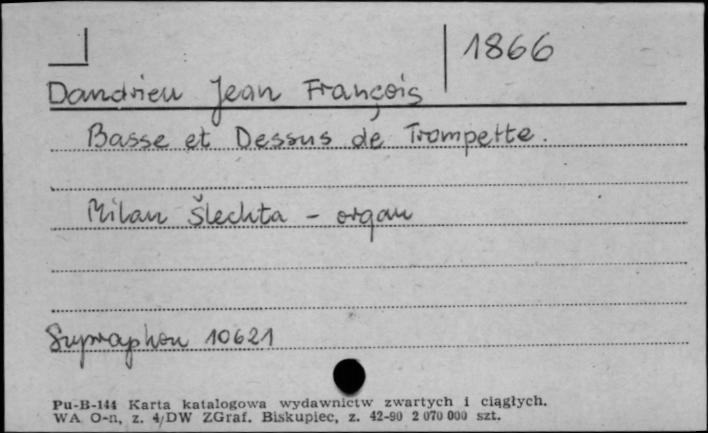 1866
Dandrieu Jean François
Basse et Dessus de Trompette.
Milan Šlechta - organ
Supraphon 10621
Pu-B-144 Karta katalogowa wydawnictw zwartych i ciągłych.
WA O-n, z. 4/DW ZGraf. Biskupiec, z. 42-90 2 070 000 szt.